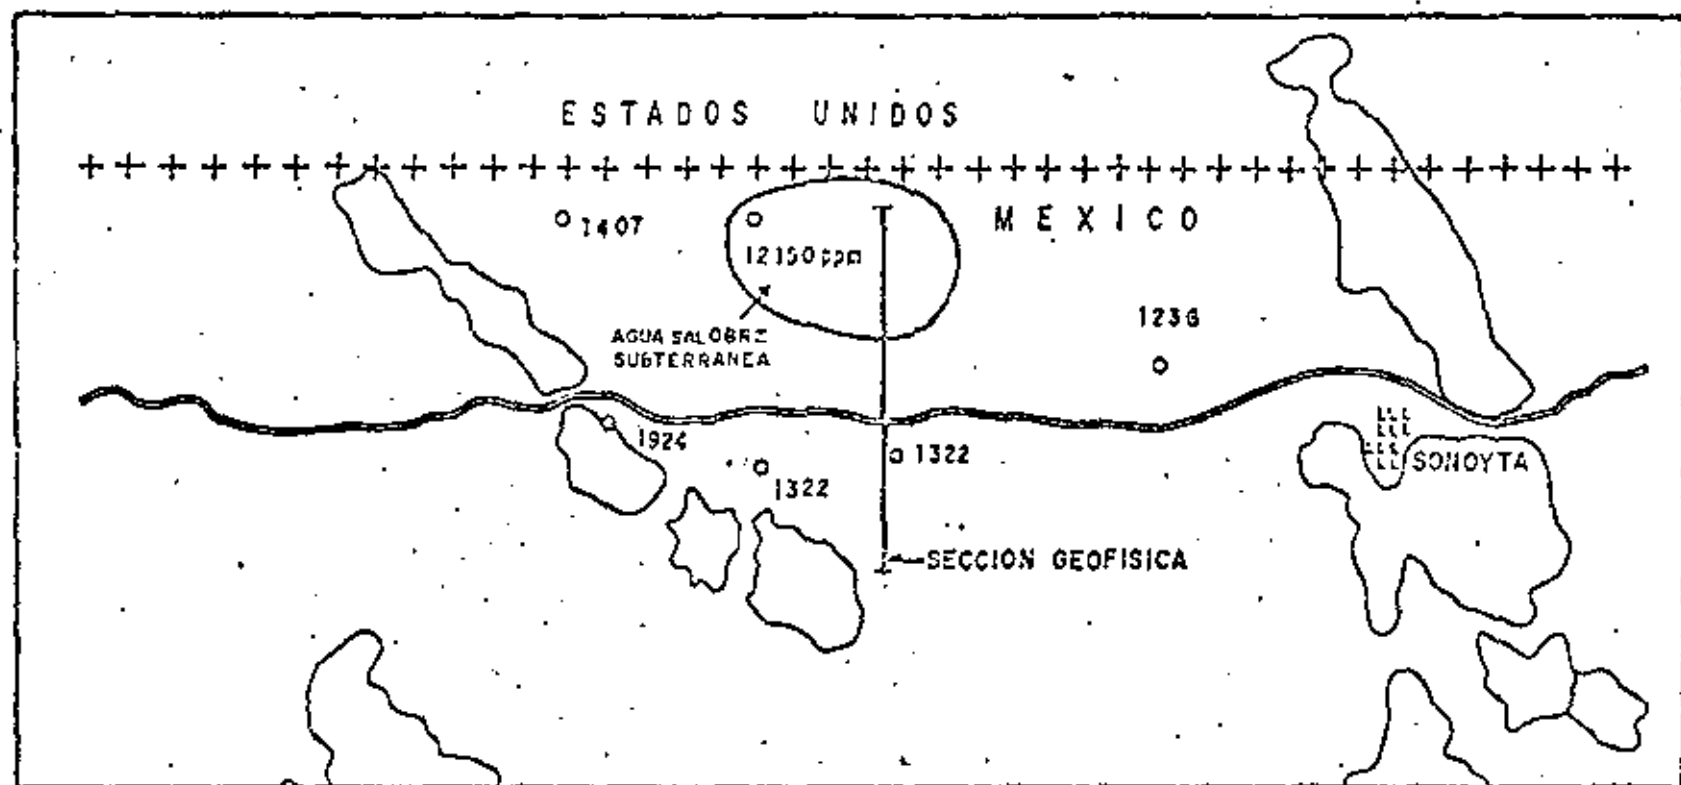 ESTADOS UNIDOS
MEXICO
1407
12150 ppm
1236
AGUA SALOBRE
SUBTERRANEA
1924
1322
1322
SONOYTA
SECCION GEOFISICA